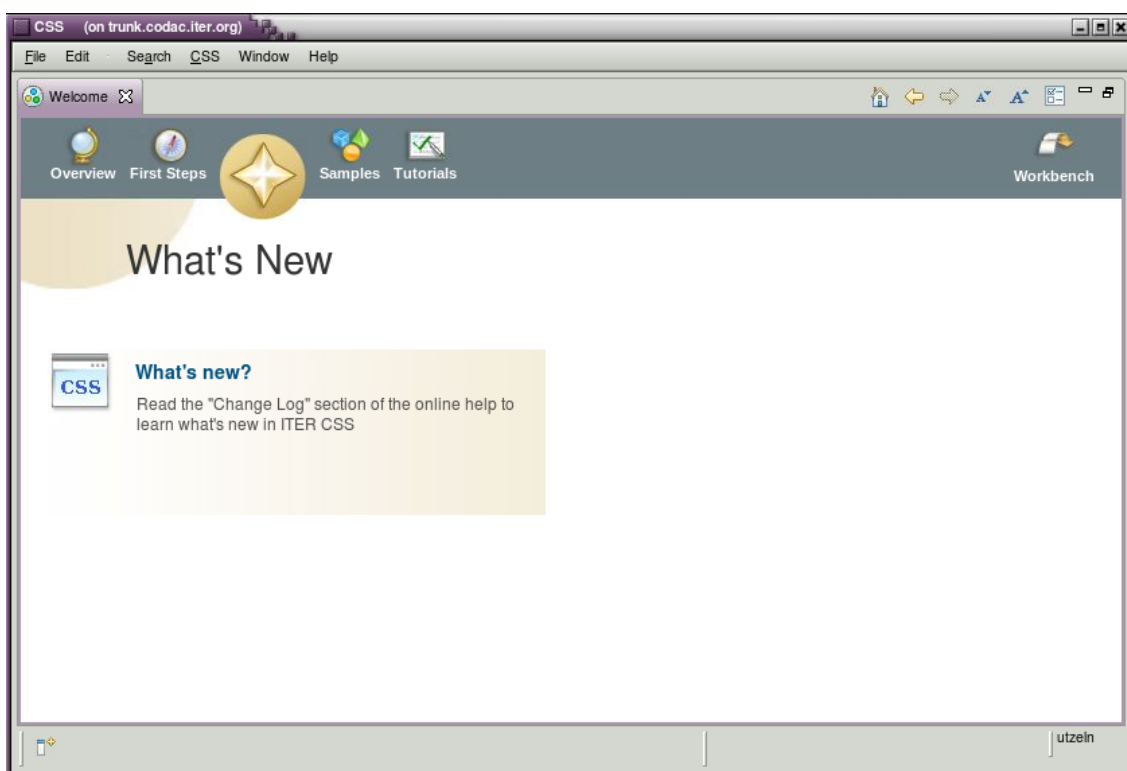 CSS (on trunk.codac.iter.org)
File Edit Search CSS Window Help
Welcome
Overview First Steps Samples Tutorials Workbench
What's New
CSS
What's new?
Read the "Change Log" section of the online help to
learn what's new in ITER CSS
utzeln